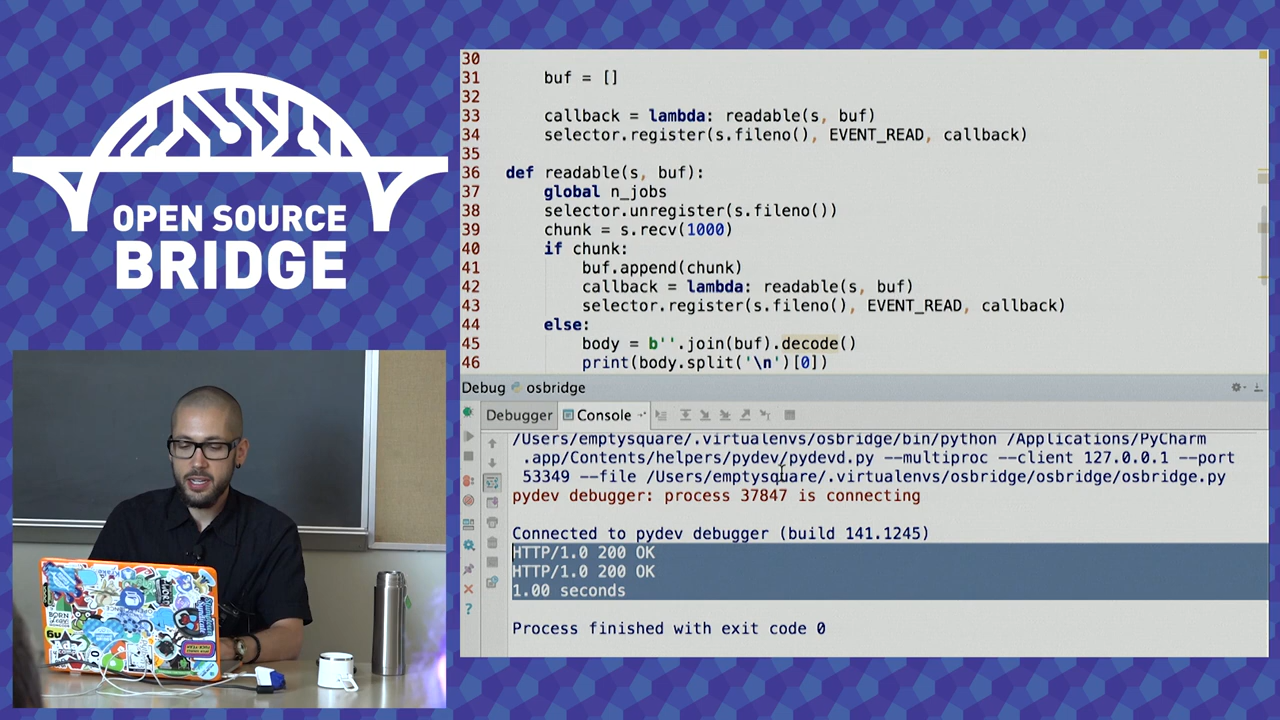 OPEN SOURCE
BRIDGE
30
31 buf = []
32
33 callback = lambda: readable(s, buf)
34 selector.register(s.fileno(), EVENT_READ, callback)
35
36 def readable(s, buf):
37 global n_jobs
38 selector.unregister(s.fileno())
39 chunk = s.recv(1000)
40 if chunk:
41 buf.append(chunk)
42 callback = lambda: readable(s, buf)
43 selector.register(s.fileno(), EVENT_READ, callback)
44 else:
45 body = b''.join(buf).decode()
46 print(body.split('\n')[0])
Debug osbridge
Debugger Console
/Users/emptysquare/.virtualenvs/osbridge/bin/python /Applications/PyCharm
.app/Contents/helpers/pydev/pydevd.py --multiproc --client 127.0.0.1 --port
53349 --file /Users/emptysquare/.virtualenvs/osbridge/osbridge/osbridge.py
pydev debugger: process 37847 is connecting
Connected to pydev debugger (build 141.1245)
HTTP/1.0 200 OK
HTTP/1.0 200 OK
1.00 seconds
Process finished with exit code 0
Ada